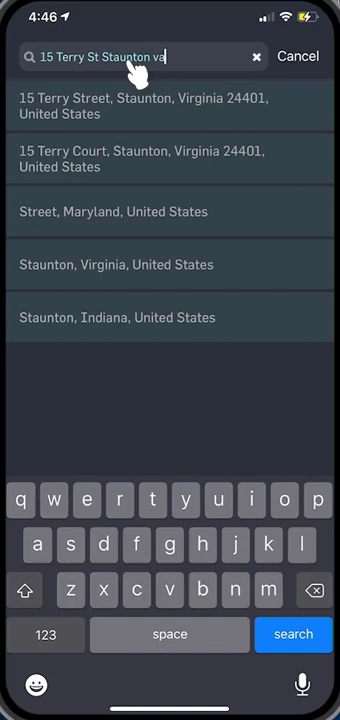 4:46
15 Terry St Staunton va
Cancel
15 Terry Street, Staunton, Virginia 24401,
United States
15 Terry Court, Staunton, Virginia 24401,
United States
Street, Maryland, United States
Staunton, Virginia, United States
Staunton, Indiana, United States
q w e r t y u i o p
a s d f g h j k l
z x c v b n m
123 space search